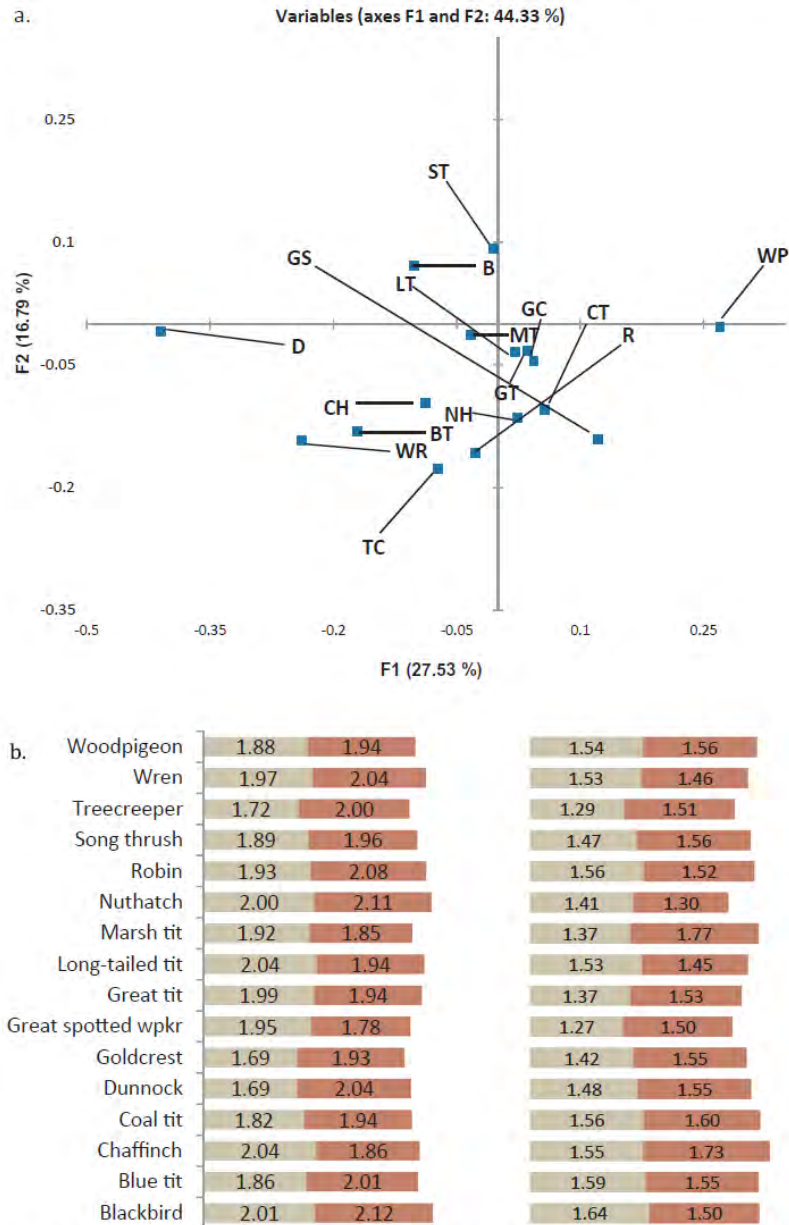 a.
Variables (axes F1 and F2: 44.33 %)
0.25
ST
0.1
GS
B
WP
LT
GC
CT
MT
R
D
-0.05
GT
CH
NH
BT
WR
-0.2
TC
-0.35
-0.5 -0.35 -0.2 -0.05 0.1 0.25
F2 (16.79 %)
F1 (27.53 %)
b.
Woodpigeon 1.88 1.94 1.54 1.56
Wren 1.97 2.04 1.53 1.46
Treecreeper 1.72 2.00 1.29 1.51
Song thrush 1.89 1.96 1.47 1.56
Robin 1.93 2.08 1.56 1.52
Nuthatch 2.00 2.11 1.41 1.30
Marsh tit 1.92 1.85 1.37 1.77
Long-tailed tit 2.04 1.94 1.53 1.45
Great tit 1.99 1.94 1.37 1.53
Great spotted wpkr 1.95 1.78 1.27 1.50
Goldcrest 1.69 1.93 1.42 1.55
Dunnock 1.69 2.04 1.48 1.55
Coal tit 1.82 1.94 1.56 1.60
Chaffinch 2.04 1.86 1.55 1.73
Blue tit 1.86 2.01 1.59 1.55
Blackbird 2.01 2.12 1.64 1.50